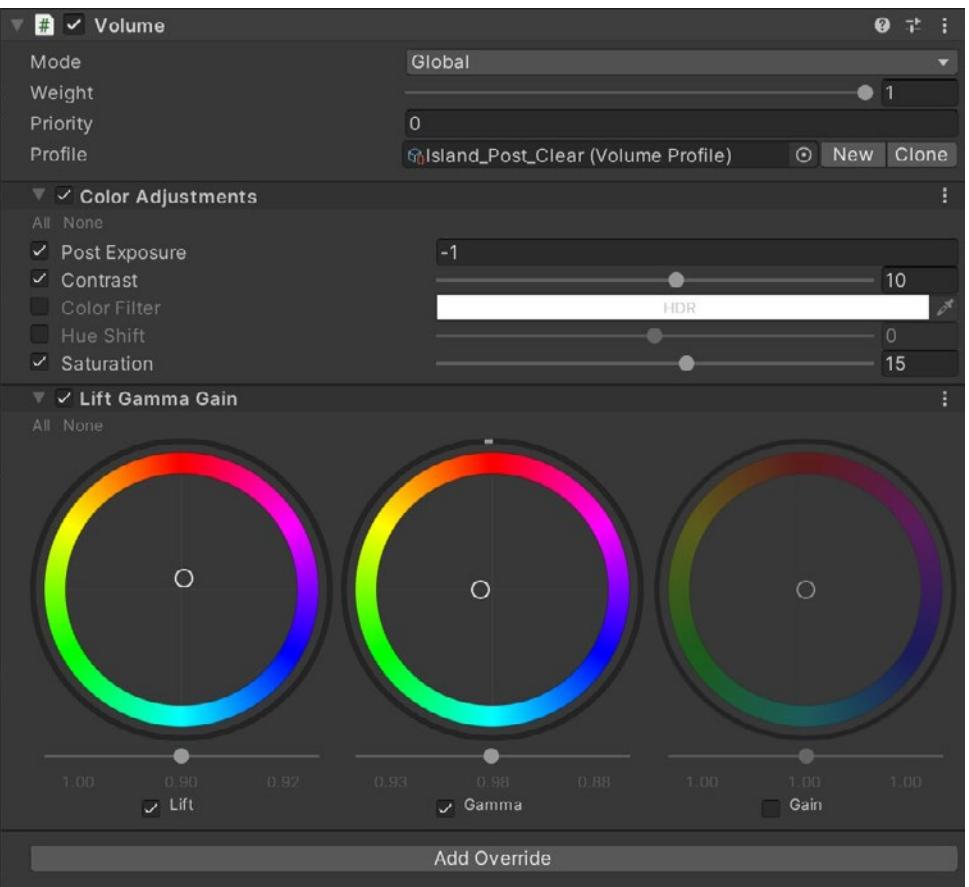 # Volume
Mode Global
Weight 1
Priority 0
Profile Island_Post_Clear (Volume Profile) New Clone
Color Adjustments
All None
Post Exposure -1
Contrast 10
Color Filter HDR
Hue Shift 0
Saturation 15
Lift Gamma Gain
All None
1.00 0.90 0.92 0.93 0.98 0.88 1.00 1.00 1.00
Lift Gamma Gain
Add Override